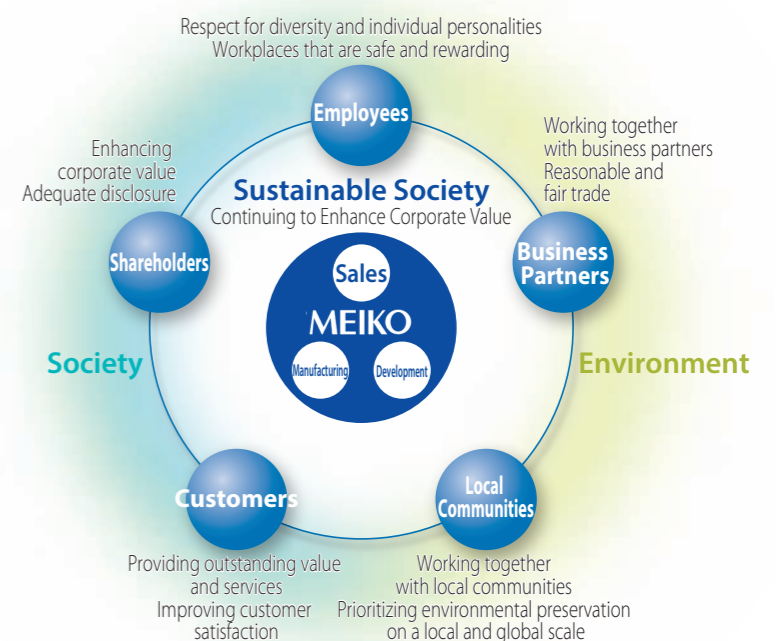 Respect for diversity and individual personalities
Workplaces that are safe and rewarding
Employees
Enhancing
corporate value
Adequate disclosure
Shareholders
Working together
with business partners
Reasonable and
fair trade
Business
Partners
Sustainable Society
Continuing to Enhance Corporate Value
Sales
MEIKO
Manufacturing
Development
Society
Environment
Customers
Providing outstanding value
and services
Improving customer
satisfaction
Local
Communities
Working together
with local communities
Prioritizing environmental preservation
on a local and global scale